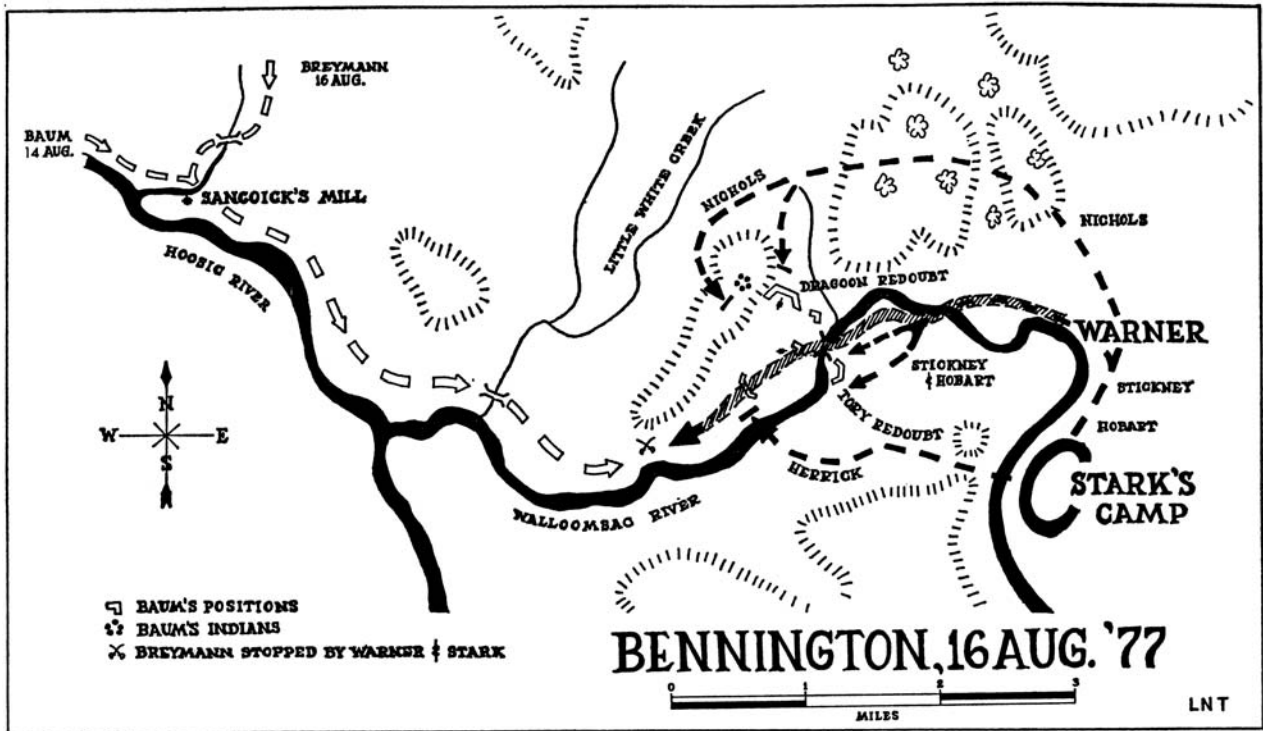 BREYMANN
16 AUG.
BAUM
14 AUG.
SANCOICK'S MILL
HOOSIC RIVER
LITTLE WHITE CREEK
NICHOLS
NICHOLS
DRAGOON REDOUBT
WARNER
STICKNEY
& HOBART
STICKNEY
TORY REDOUBT
HOBART
HERRICK
STARK'S
CAMP
WALLOOMSAC RIVER
N
W
E
S
BAUM'S POSITIONS
BAUM'S INDIANS
BREYMANN STOPPED BY WARNER & STARK
BENNINGTON, 16 AUG. '77
0 1 2 3
MILES
LNT